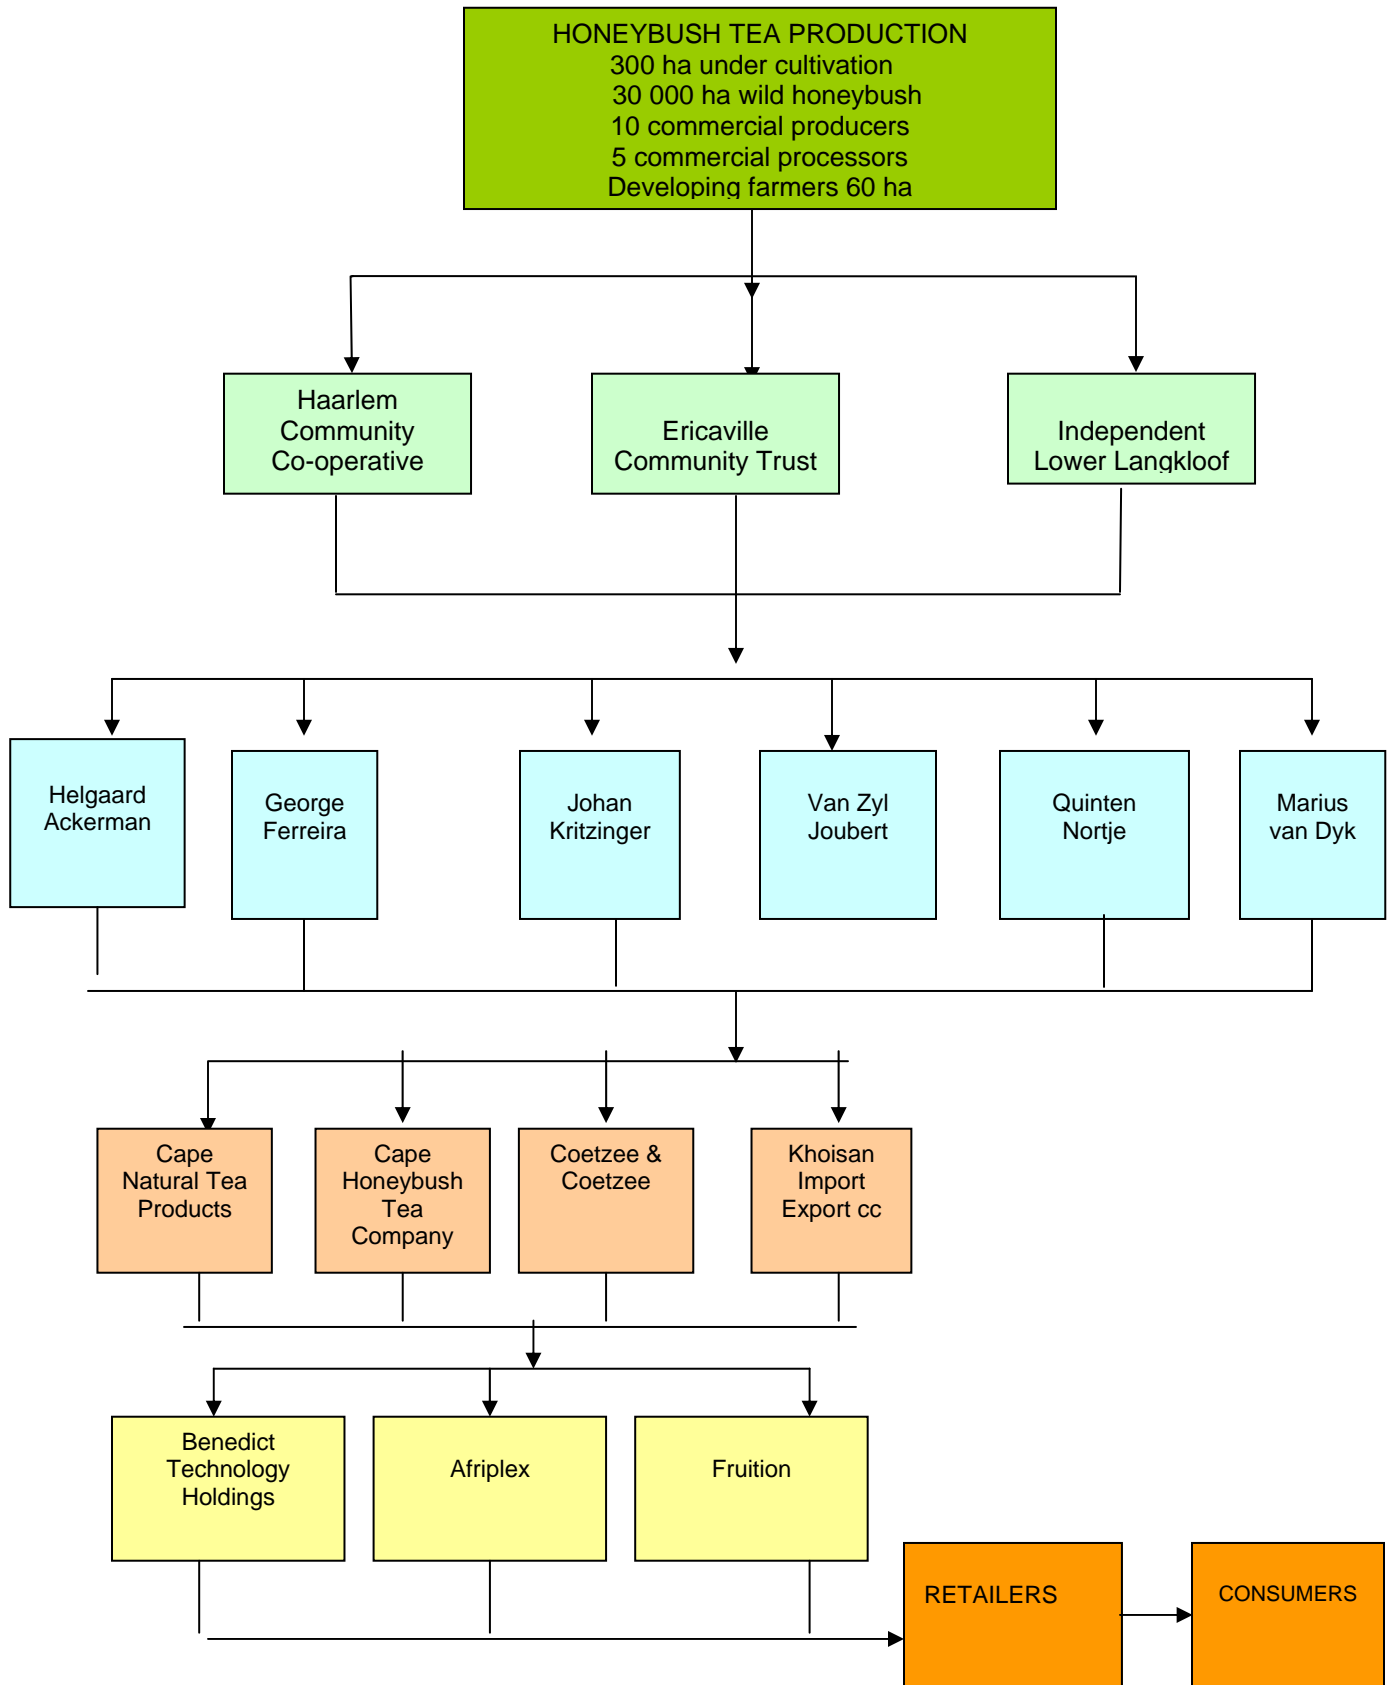 HONEYBUSH TEA PRODUCTION
300 ha under cultivation
30 000 ha wild honeybush
10 commercial producers
5 commercial processors
Developing farmers 60 ha
Haarlem
Community
Co-operative
Ericaville
Community Trust
Independent
Lower Langkloof
Helgaard
Ackerman
George
Ferreira
Johan
Kritzinger
Van Zyl
Joubert
Quinten
Nortje
Marius
van Dyk
Cape
Natural Tea
Products
Cape
Honeybush
Tea
Company
Coetzee &
Coetzee
Khoisan
Import
Export cc
Benedict
Technology
Holdings
Afriplex
Fruition
RETAILERS
CONSUMERS